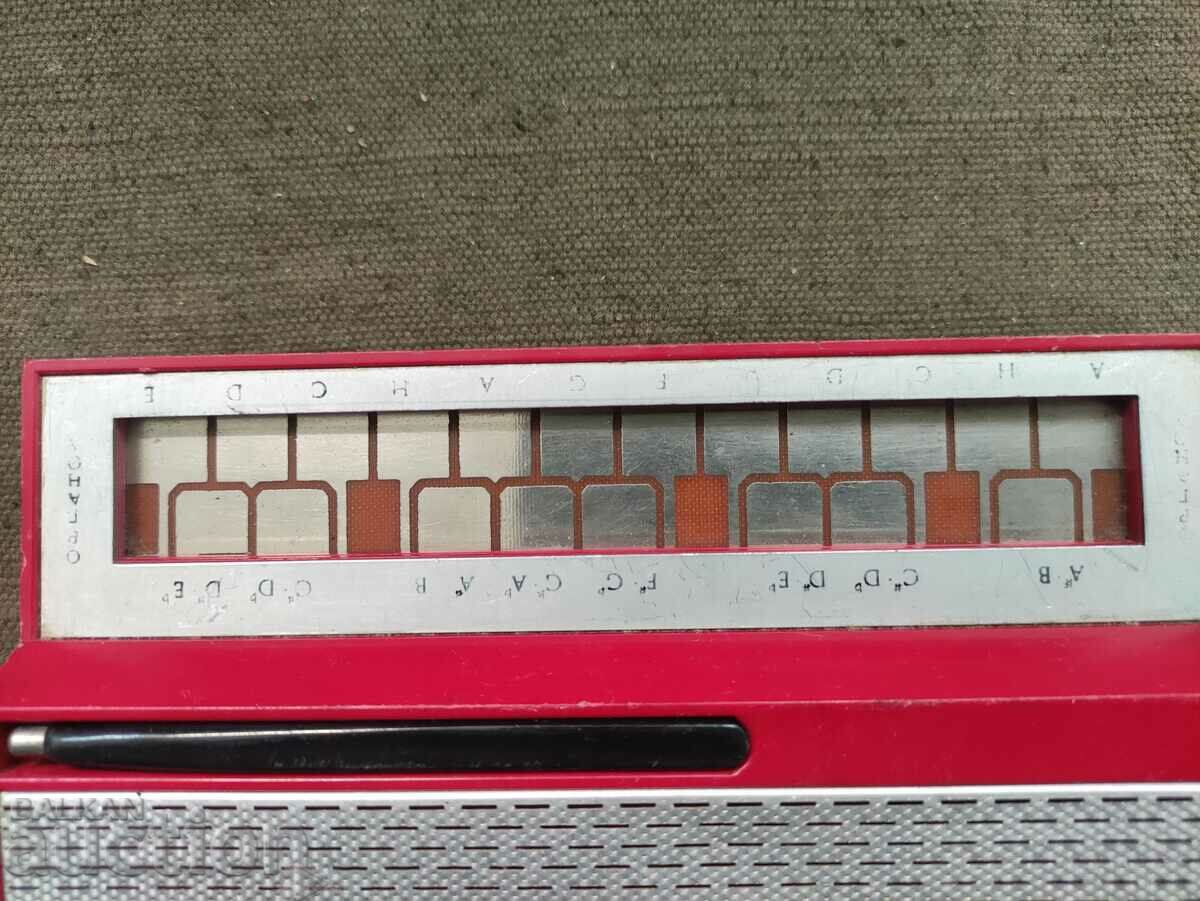 A#·B C#·D♭ D#·E♭ F#·G♭ G#·A♭ A# B C#·D♭ D#·E♭
A H C D E F G A H C D E
BALKAN
auction